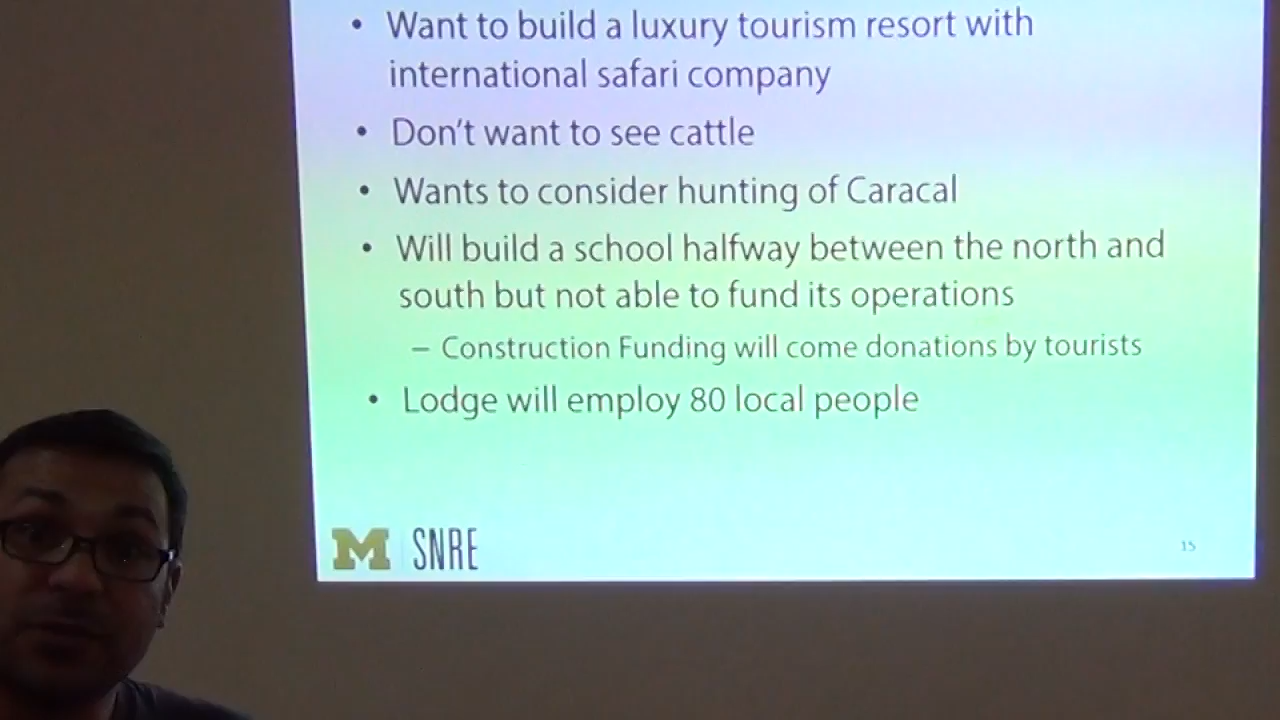 • Want to build a luxury tourism resort with
international safari company
• Don't want to see cattle
• Wants to consider hunting of Caracal
• Will build a school halfway between the north and
south but not able to fund its operations
– Construction Funding will come donations by tourists
• Lodge will employ 80 local people
M SNRE
15